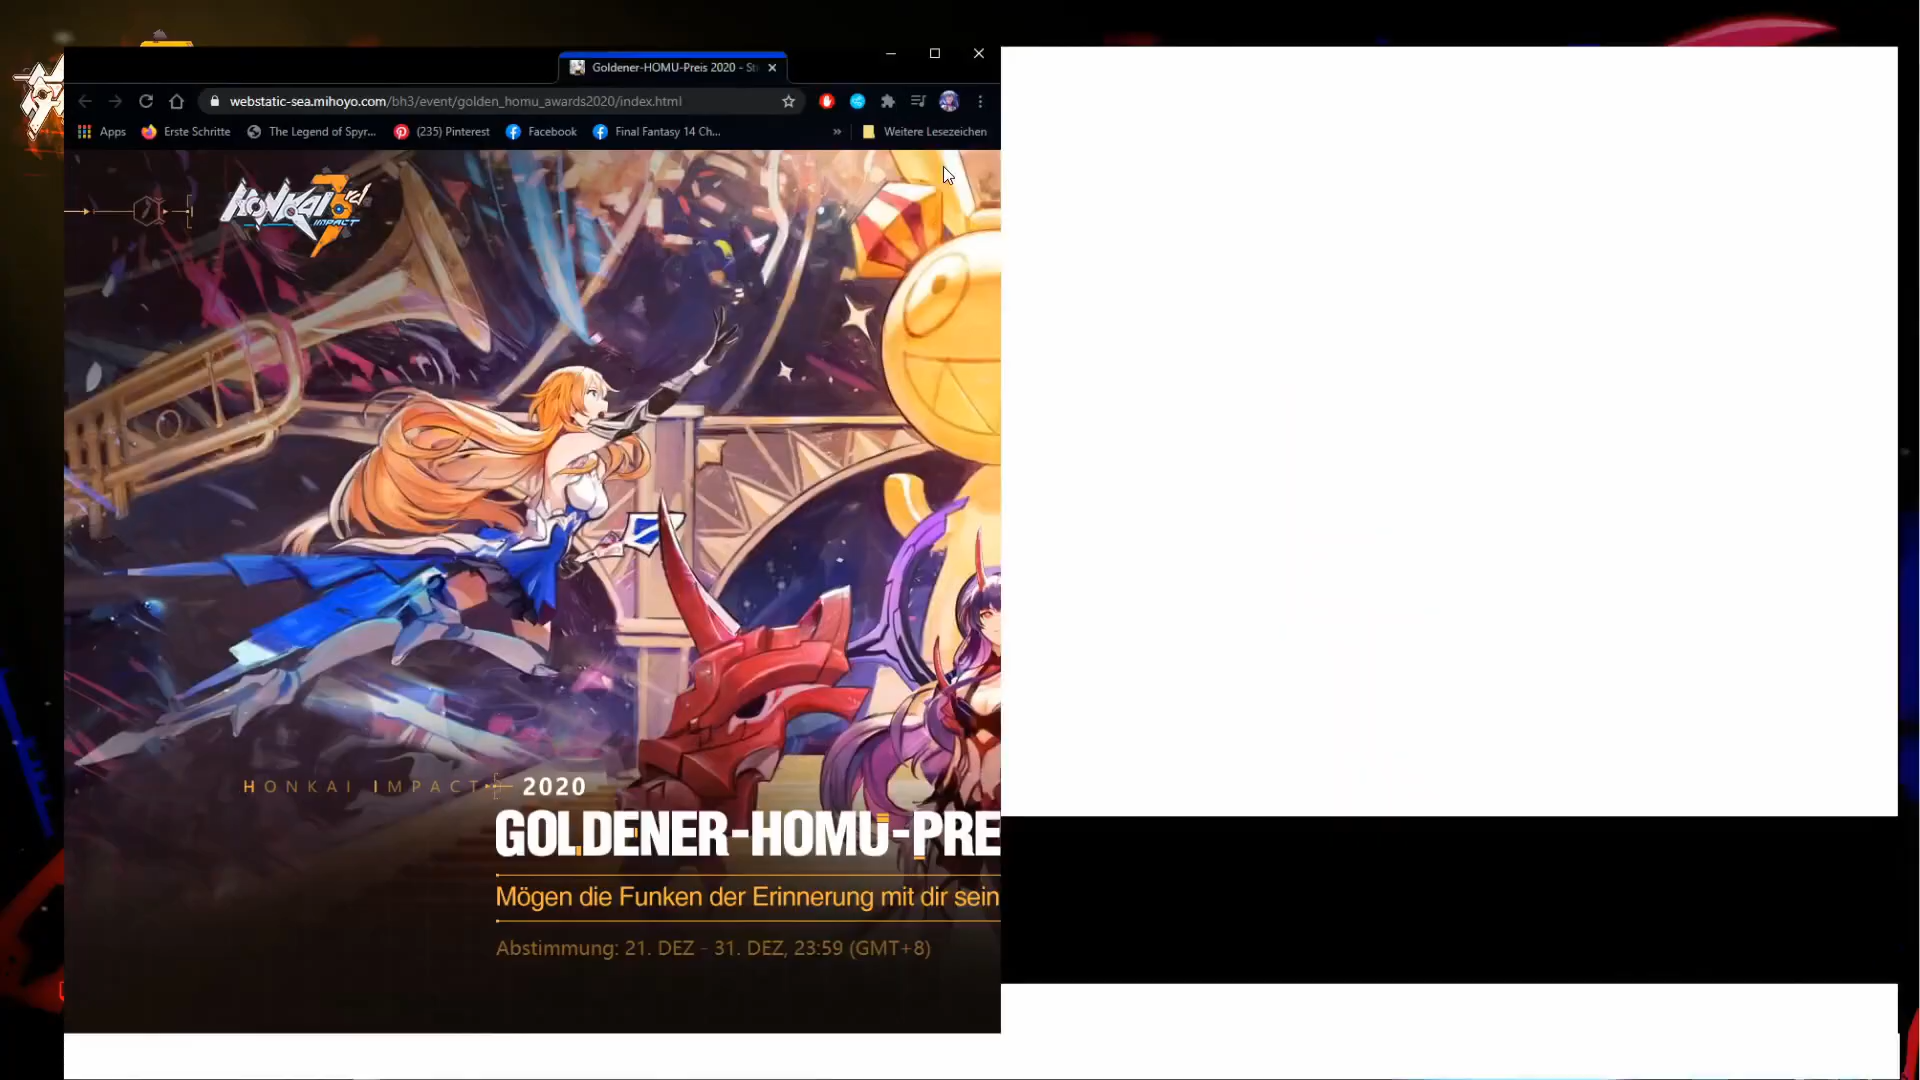 Goldener-HOMU-Preis 2020 - St
webstatic-sea.mihoyo.com/bh3/event/golden_homu_awards2020/index.html
Apps Erste Schritte The Legend of Spyr... (235) Pinterest Facebook Final Fantasy 14 Ch... » Weitere Lesezeichen
HONKAI 3rd
IMPACT
HONKAI IMPACT 2020
GOLDENER-HOMU-PRE
Mögen die Funken der Erinnerung mit dir sein
Abstimmung: 21. DEZ - 31. DEZ, 23:59 (GMT+8)